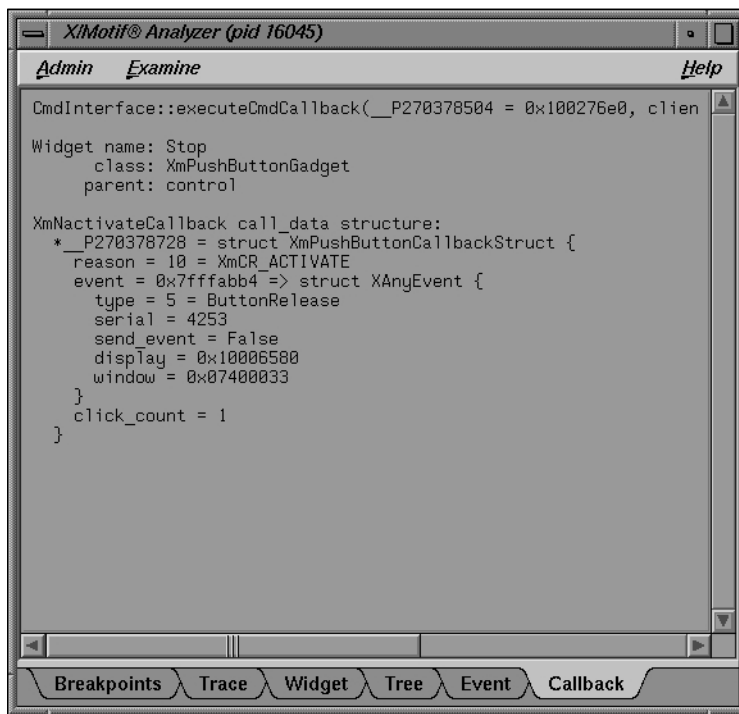 X/Motif® Analyzer (pid 16045)
Admin Examine Help
CmdInterface::executeCmdCallback(__P270378504 = 0x100276e0, clien
Widget name: Stop
class: XmPushButtonGadget
parent: control
XmNactivateCallback call_data structure:
*__P270378728 = struct XmPushButtonCallbackStruct {
reason = 10 = XmCR_ACTIVATE
event = 0x7fffabb4 => struct XAnyEvent {
type = 5 = ButtonRelease
serial = 4253
send_event = False
display = 0x10006580
window = 0x07400033
}
click_count = 1
}
Breakpoints Trace Widget Tree Event Callback